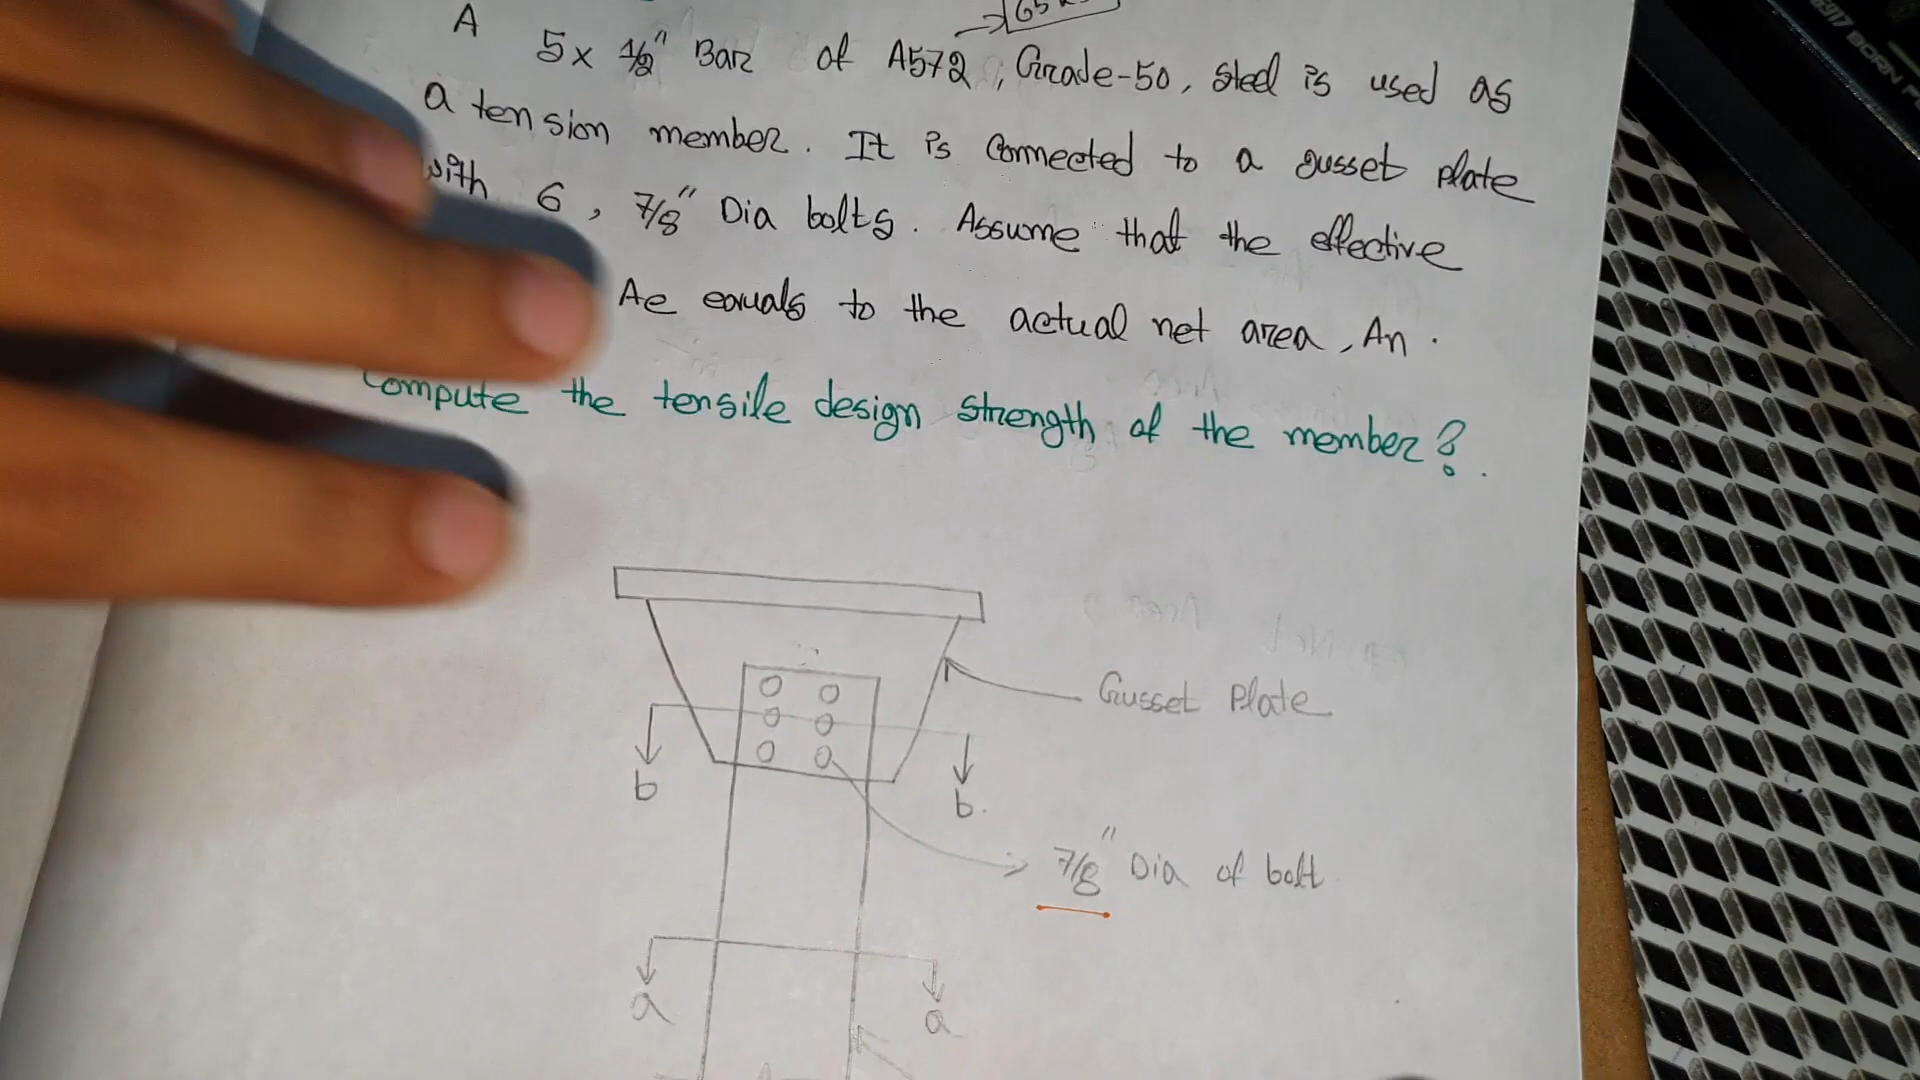 A 5x 1/2" Bar of A572, Grade-50, steel is used as
a tension member. It is connected to a gusset plate
with 6, 7/8" Dia bolts. Assume that the effective
Ae equals to the actual net area, An.
Compute the tensile design strength of the member?.
Gusset Plate
b b.
7/8" Dia of bolt
a a